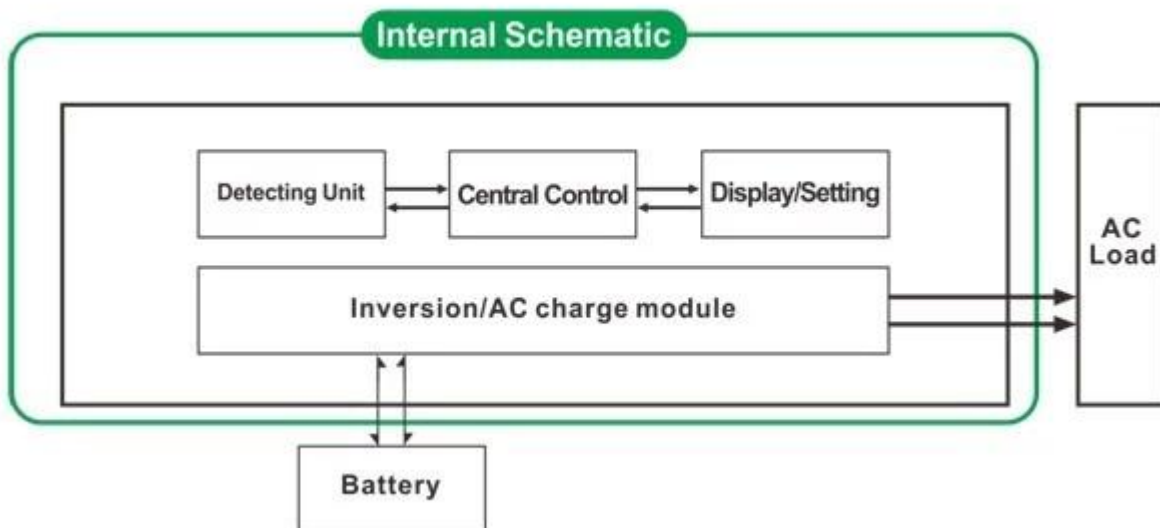 Internal Schematic
Detecting Unit
Central Control
Display/Setting
AC
Load
Inversion/AC charge module
Battery